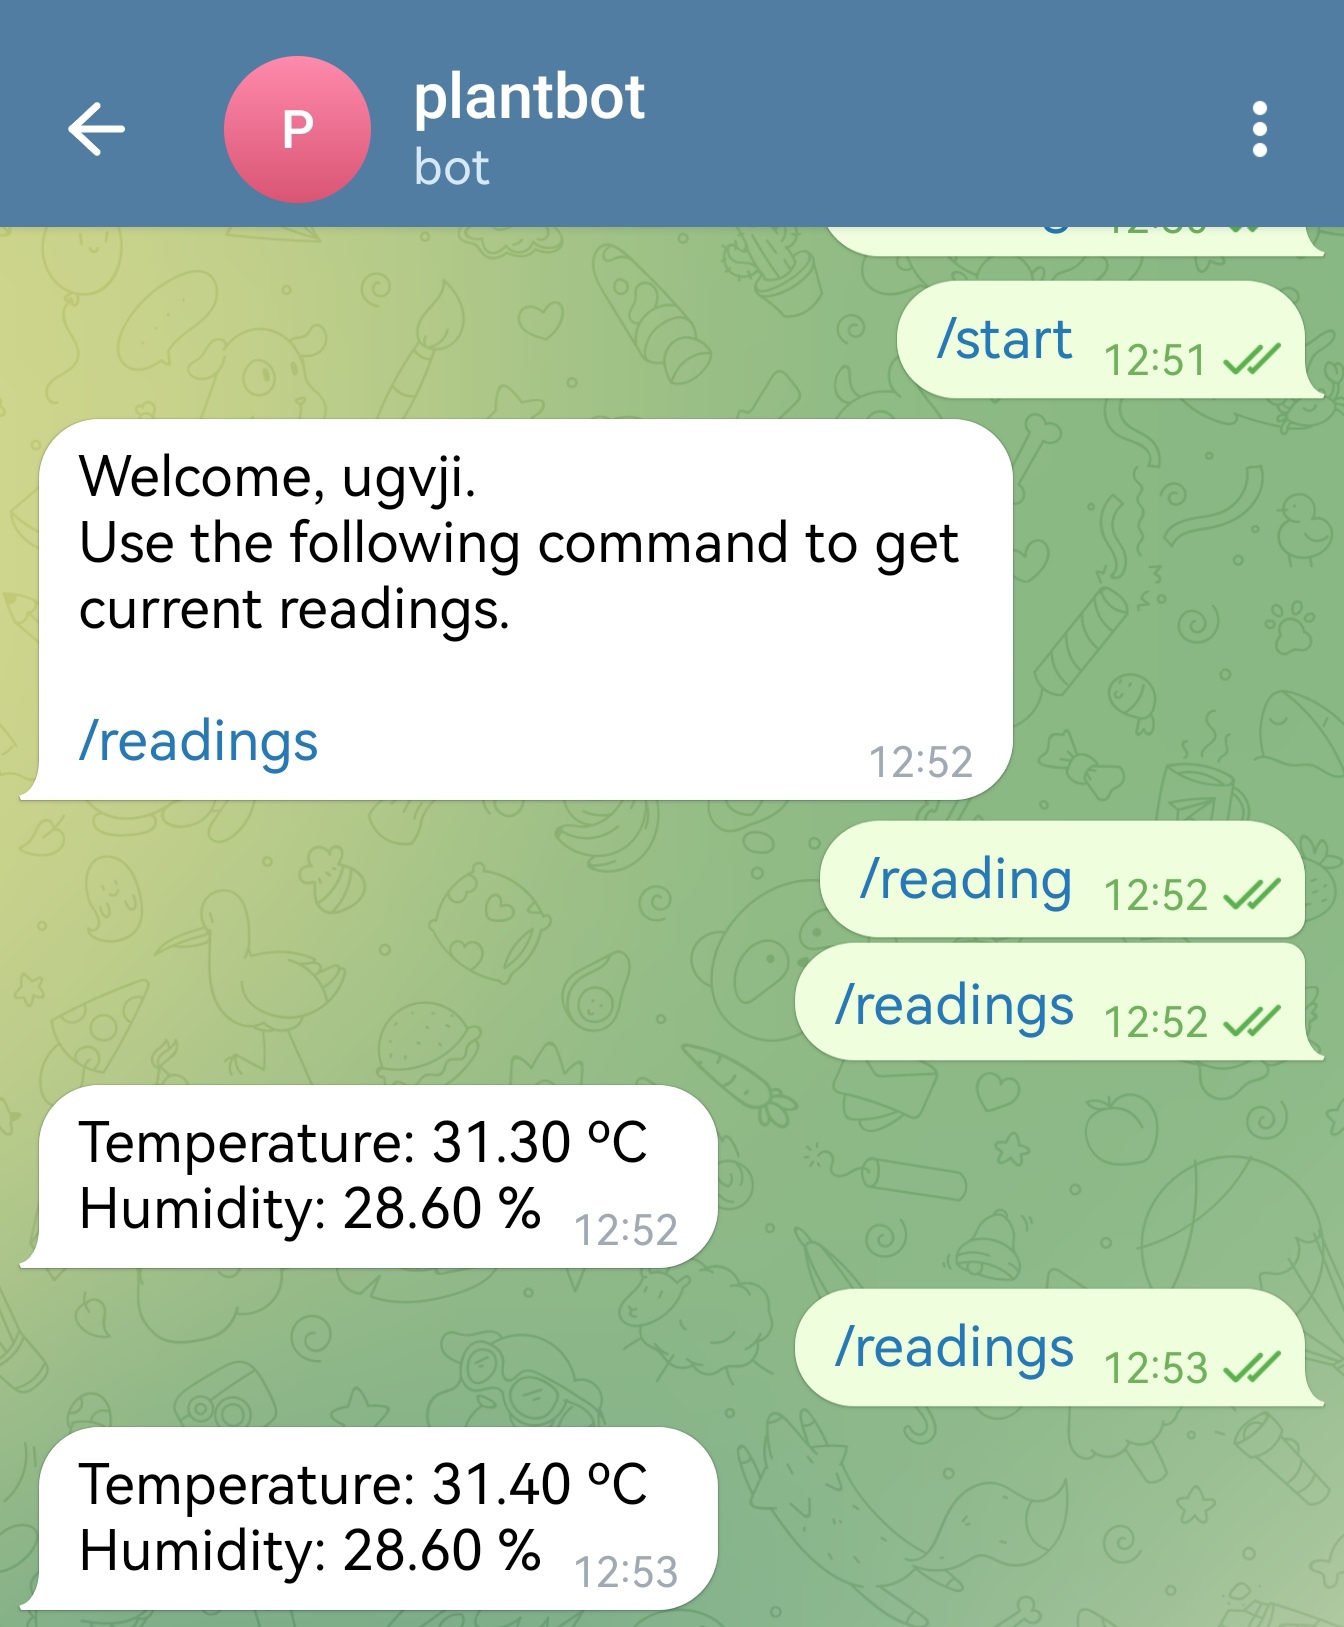 P
plantbot
bot
/start 12:51
Welcome, ugvji.
Use the following command to get
current readings.
/readings
12:52
/reading 12:52
/readings 12:52
Temperature: 31.30 ºC
Humidity: 28.60 % 12:52
/readings 12:53
Temperature: 31.40 ºC
Humidity: 28.60 % 12:53